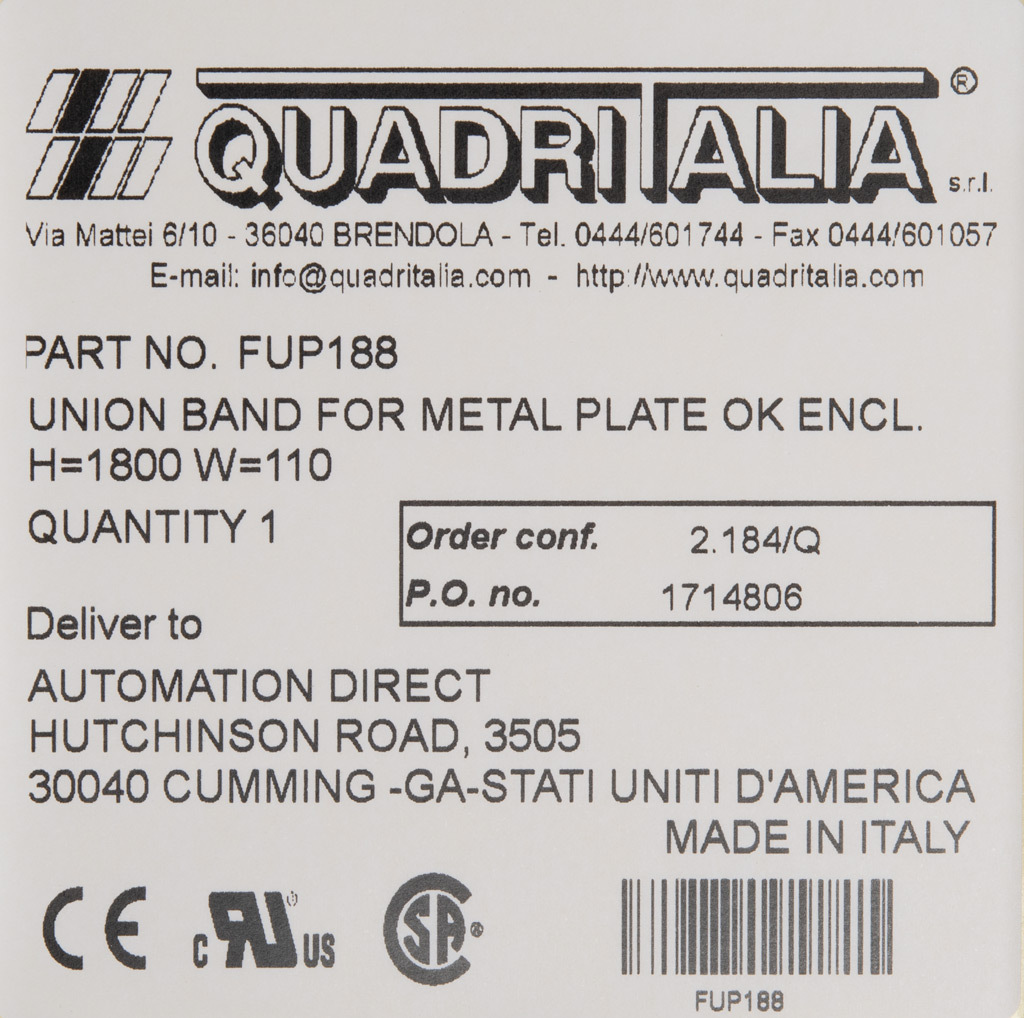 QUADRITALIA ® s.r.l.
Via Mattei 6/10 - 36040 BRENDOLA - Tel. 0444/601744 - Fax 0444/601057
E-mail: info@quadritalia.com - http://www.quadritalia.com
PART NO. FUP188
UNION BAND FOR METAL PLATE OK ENCL.
H=1800 W=110
QUANTITY 1
Order conf. 2.184/Q
P.O. no. 1714806
Deliver to
AUTOMATION DIRECT
HUTCHINSON ROAD, 3505
30040 CUMMING -GA-STATI UNITI D'AMERICA
MADE IN ITALY
CE c RU ® US SA ®
FUP188